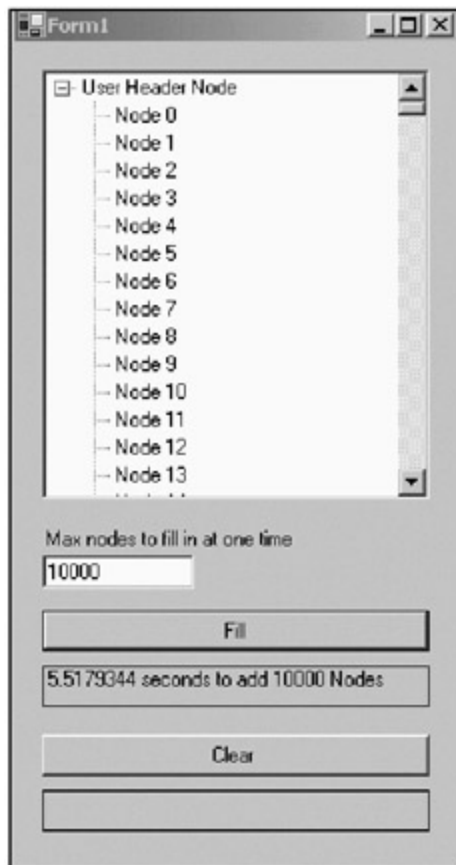 Form1
User Header Node
Node 0
Node 1
Node 2
Node 3
Node 4
Node 5
Node 6
Node 7
Node 8
Node 9
Node 10
Node 11
Node 12
Node 13
Max nodes to fill in at one time
10000
Fill
5.5179344 seconds to add 10000 Nodes
Clear